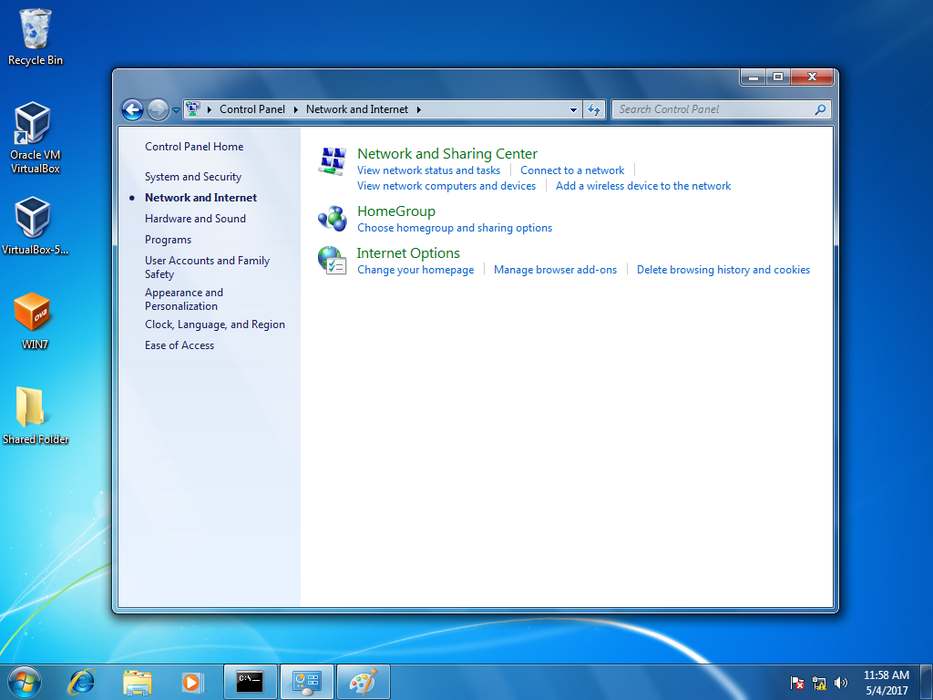 Recycle Bin
Oracle VM
VirtualBox
VirtualBox-5...
OVA
WIN7
Shared Folder
Control Panel
Network and Internet
Search Control Panel
Control Panel Home
System and Security
Network and Internet
Hardware and Sound
Programs
User Accounts and Family
Safety
Appearance and
Personalization
Clock, Language, and Region
Ease of Access
Network and Sharing Center
View network status and tasks
Connect to a network
View network computers and devices
Add a wireless device to the network
HomeGroup
Choose homegroup and sharing options
Internet Options
Change your homepage
Manage browser add-ons
Delete browsing history and cookies
C:\
11:58 AM
5/4/2017